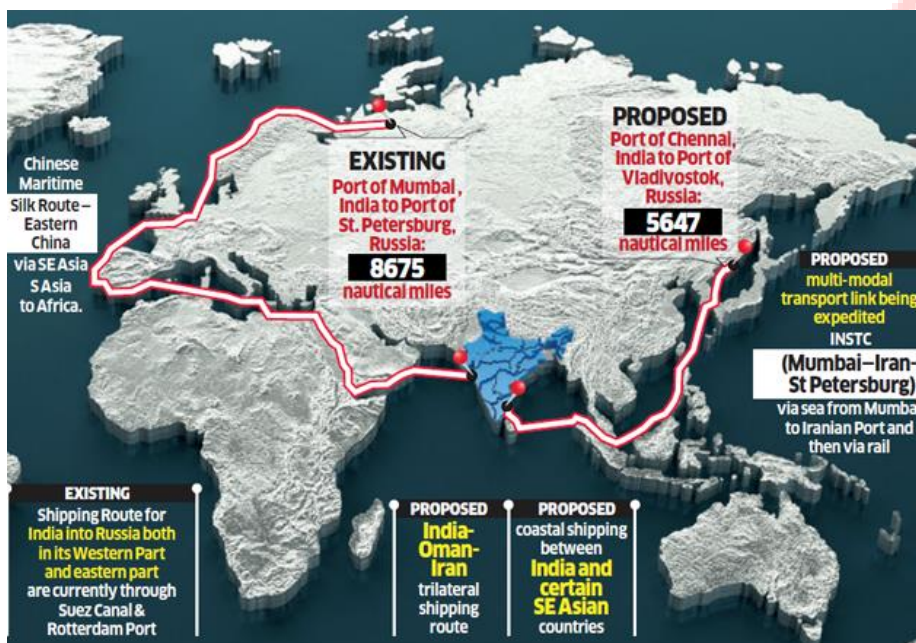 EXISTING
Port of Mumbai,
India to Port of
St. Petersburg,
Russia:
8675
nautical miles
PROPOSED
Port of Chennai,
India to Port of
Vladivostok,
Russia:
5647
nautical miles
Chinese
Maritime
Silk Route–
Eastern
China
via SE Asia
S Asia
to Africa.
PROPOSED
multi-modal
transport link being
expedited
INSTC
(Mumbai–Iran–
St Petersburg)
via sea from Mumbai
to Iranian Port and
then via rail
EXISTING
Shipping Route for
India into Russia both
in its Western Part
and eastern part
are currently through
Suez Canal &
Rotterdam Port
PROPOSED
India-
Oman-
Iran
trilateral
shipping
route
PROPOSED
coastal shipping
between
India and
certain
SE Asian
countries